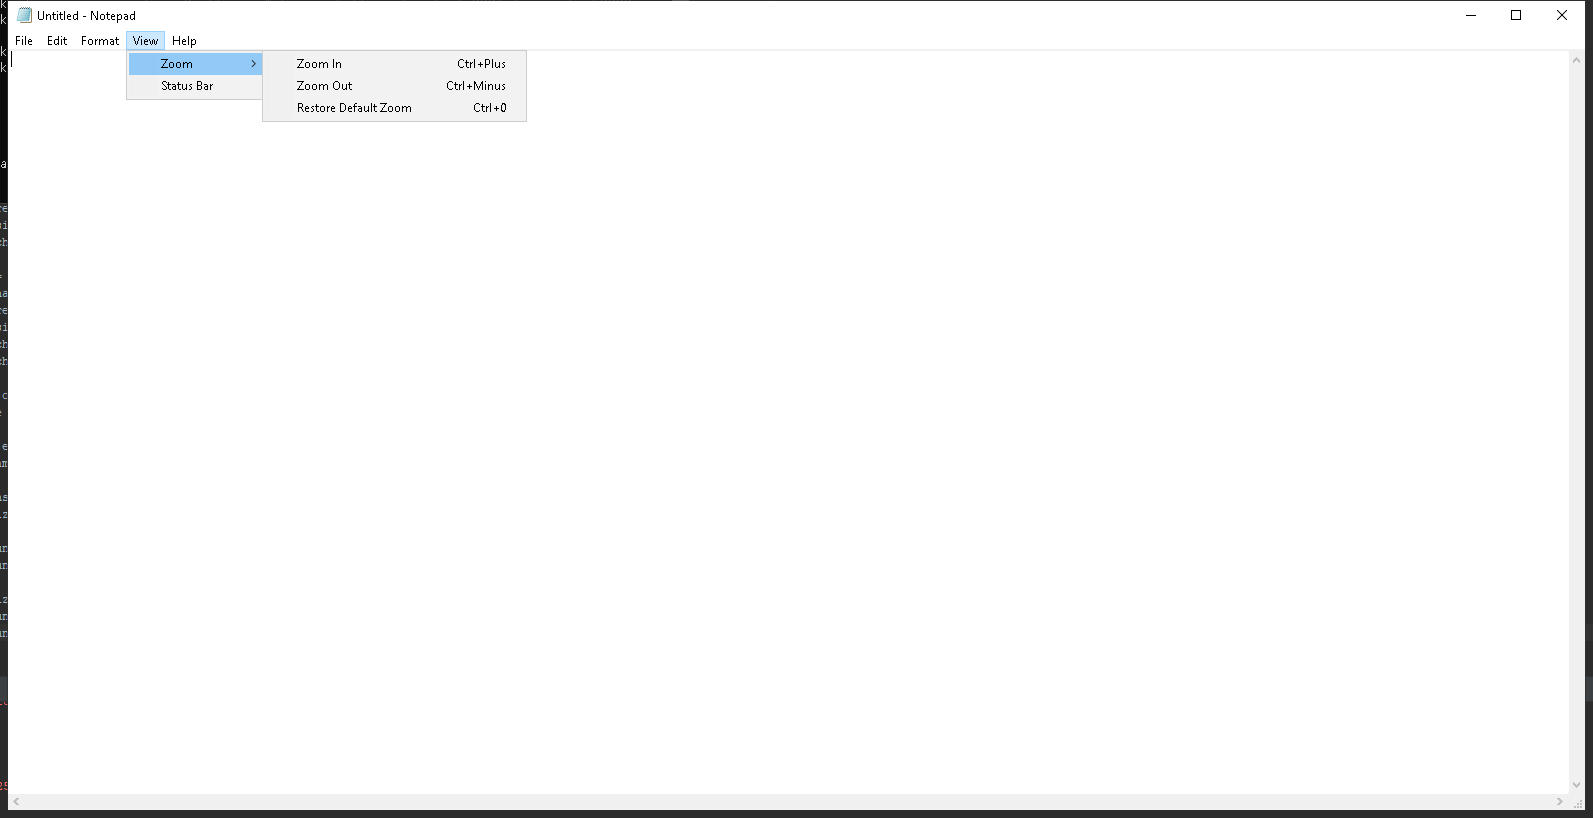 Untitled - Notepad
File Edit Format View Help
Zoom
Status Bar
Zoom In Ctrl+Plus
Zoom Out Ctrl+Minus
Restore Default Zoom Ctrl+0